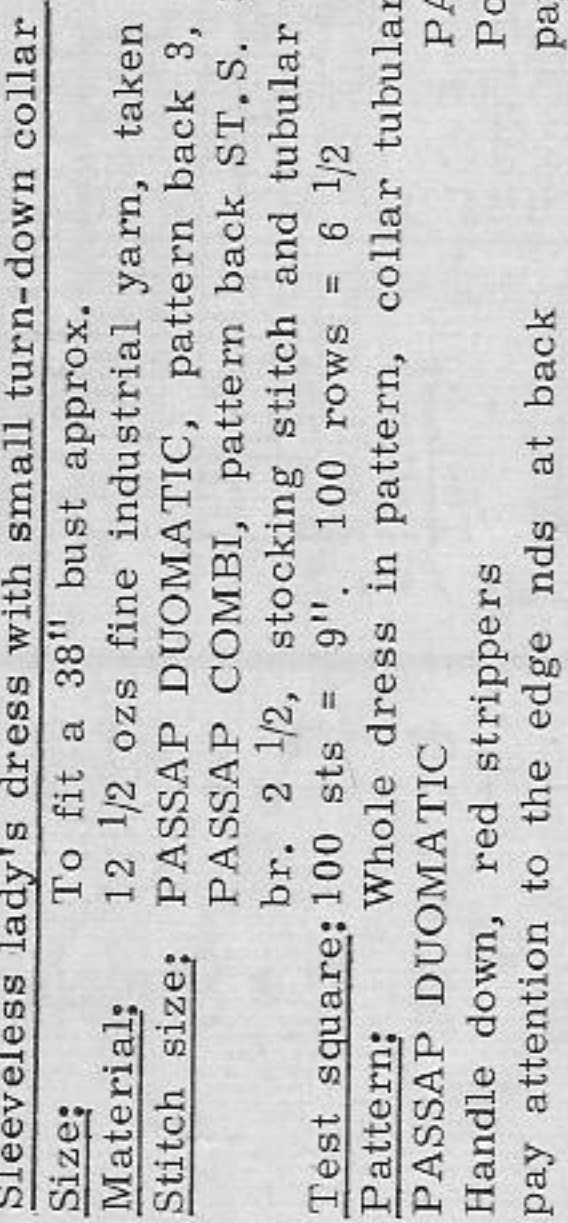 Sleeveless lady's dress with small turn-down collar
Size: To fit a 38" bust approx.
Material: 12 1/2 ozs fine industrial yarn, taken
Stitch size: PASSAP DUOMATIC, pattern back 3,
PASSAP COMBI, pattern back ST.S.
br. 2 1/2, stocking stitch and tubular
Test square: 100 sts = 9". 100 rows = 6 1/2
Pattern: Whole dress in pattern, collar tubular
PASSAP DUOMATIC PA
Handle down, red strippers Po
pay attention to the edge nds at back pa